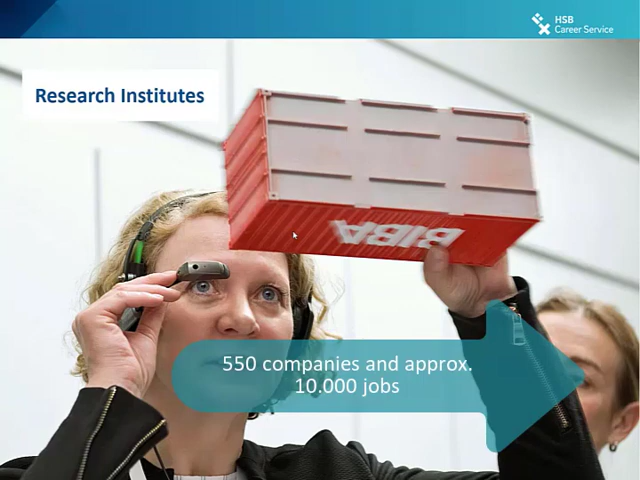 HSB
Career Service
Research Institutes
BIBA
550 companies and approx.
10.000 jobs